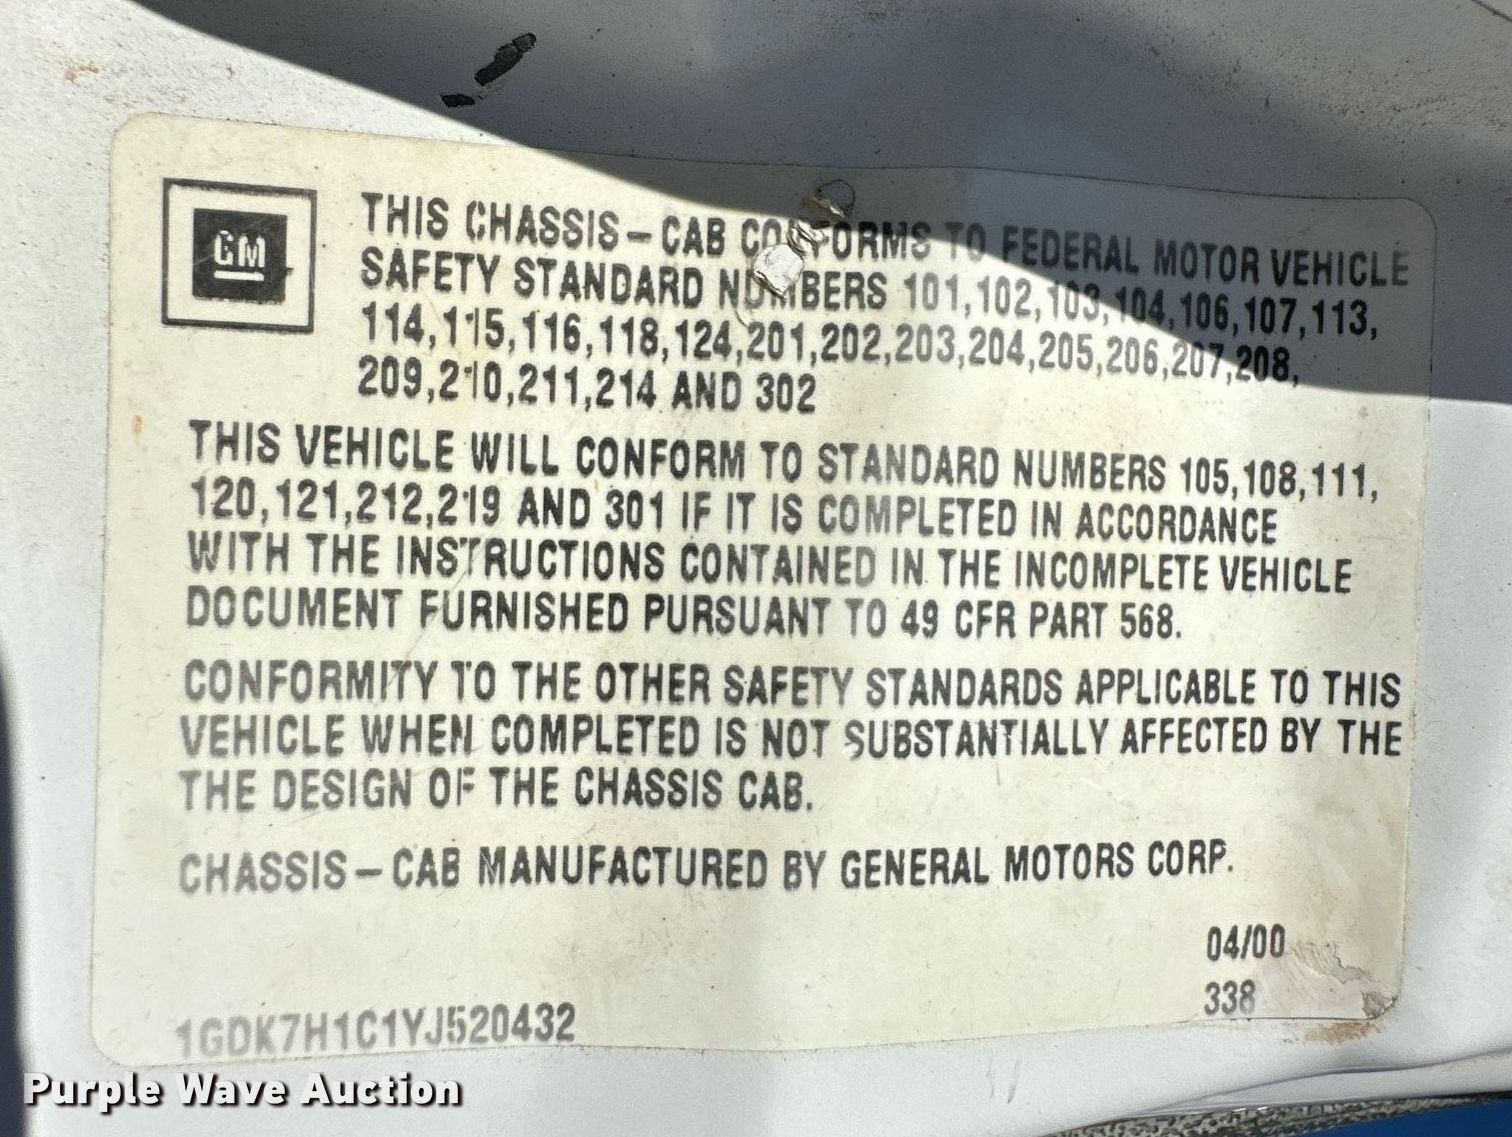 GM
THIS CHASSIS-CAB CONFORMS TO FEDERAL MOTOR VEHICLE
SAFETY STANDARD NUMBERS 101,102,103,104,106,107,113,
114,115,116,118,124,201,202,203,204,205,206,207,208,
209,210,211,214 AND 302
THIS VEHICLE WILL CONFORM TO STANDARD NUMBERS 105,108,111,
120,121,212,219 AND 301 IF IT IS COMPLETED IN ACCORDANCE
WITH THE INSTRUCTIONS CONTAINED IN THE INCOMPLETE VEHICLE
DOCUMENT FURNISHED PURSUANT TO 49 CFR PART 568.
CONFORMITY TO THE OTHER SAFETY STANDARDS APPLICABLE TO THIS
VEHICLE WHEN COMPLETED IS NOT SUBSTANTIALLY AFFECTED BY THE
THE DESIGN OF THE CHASSIS CAB.
CHASSIS-CAB MANUFACTURED BY GENERAL MOTORS CORP.
04/00
338
1GDK7H1C1YJ520432
Purple Wave Auction